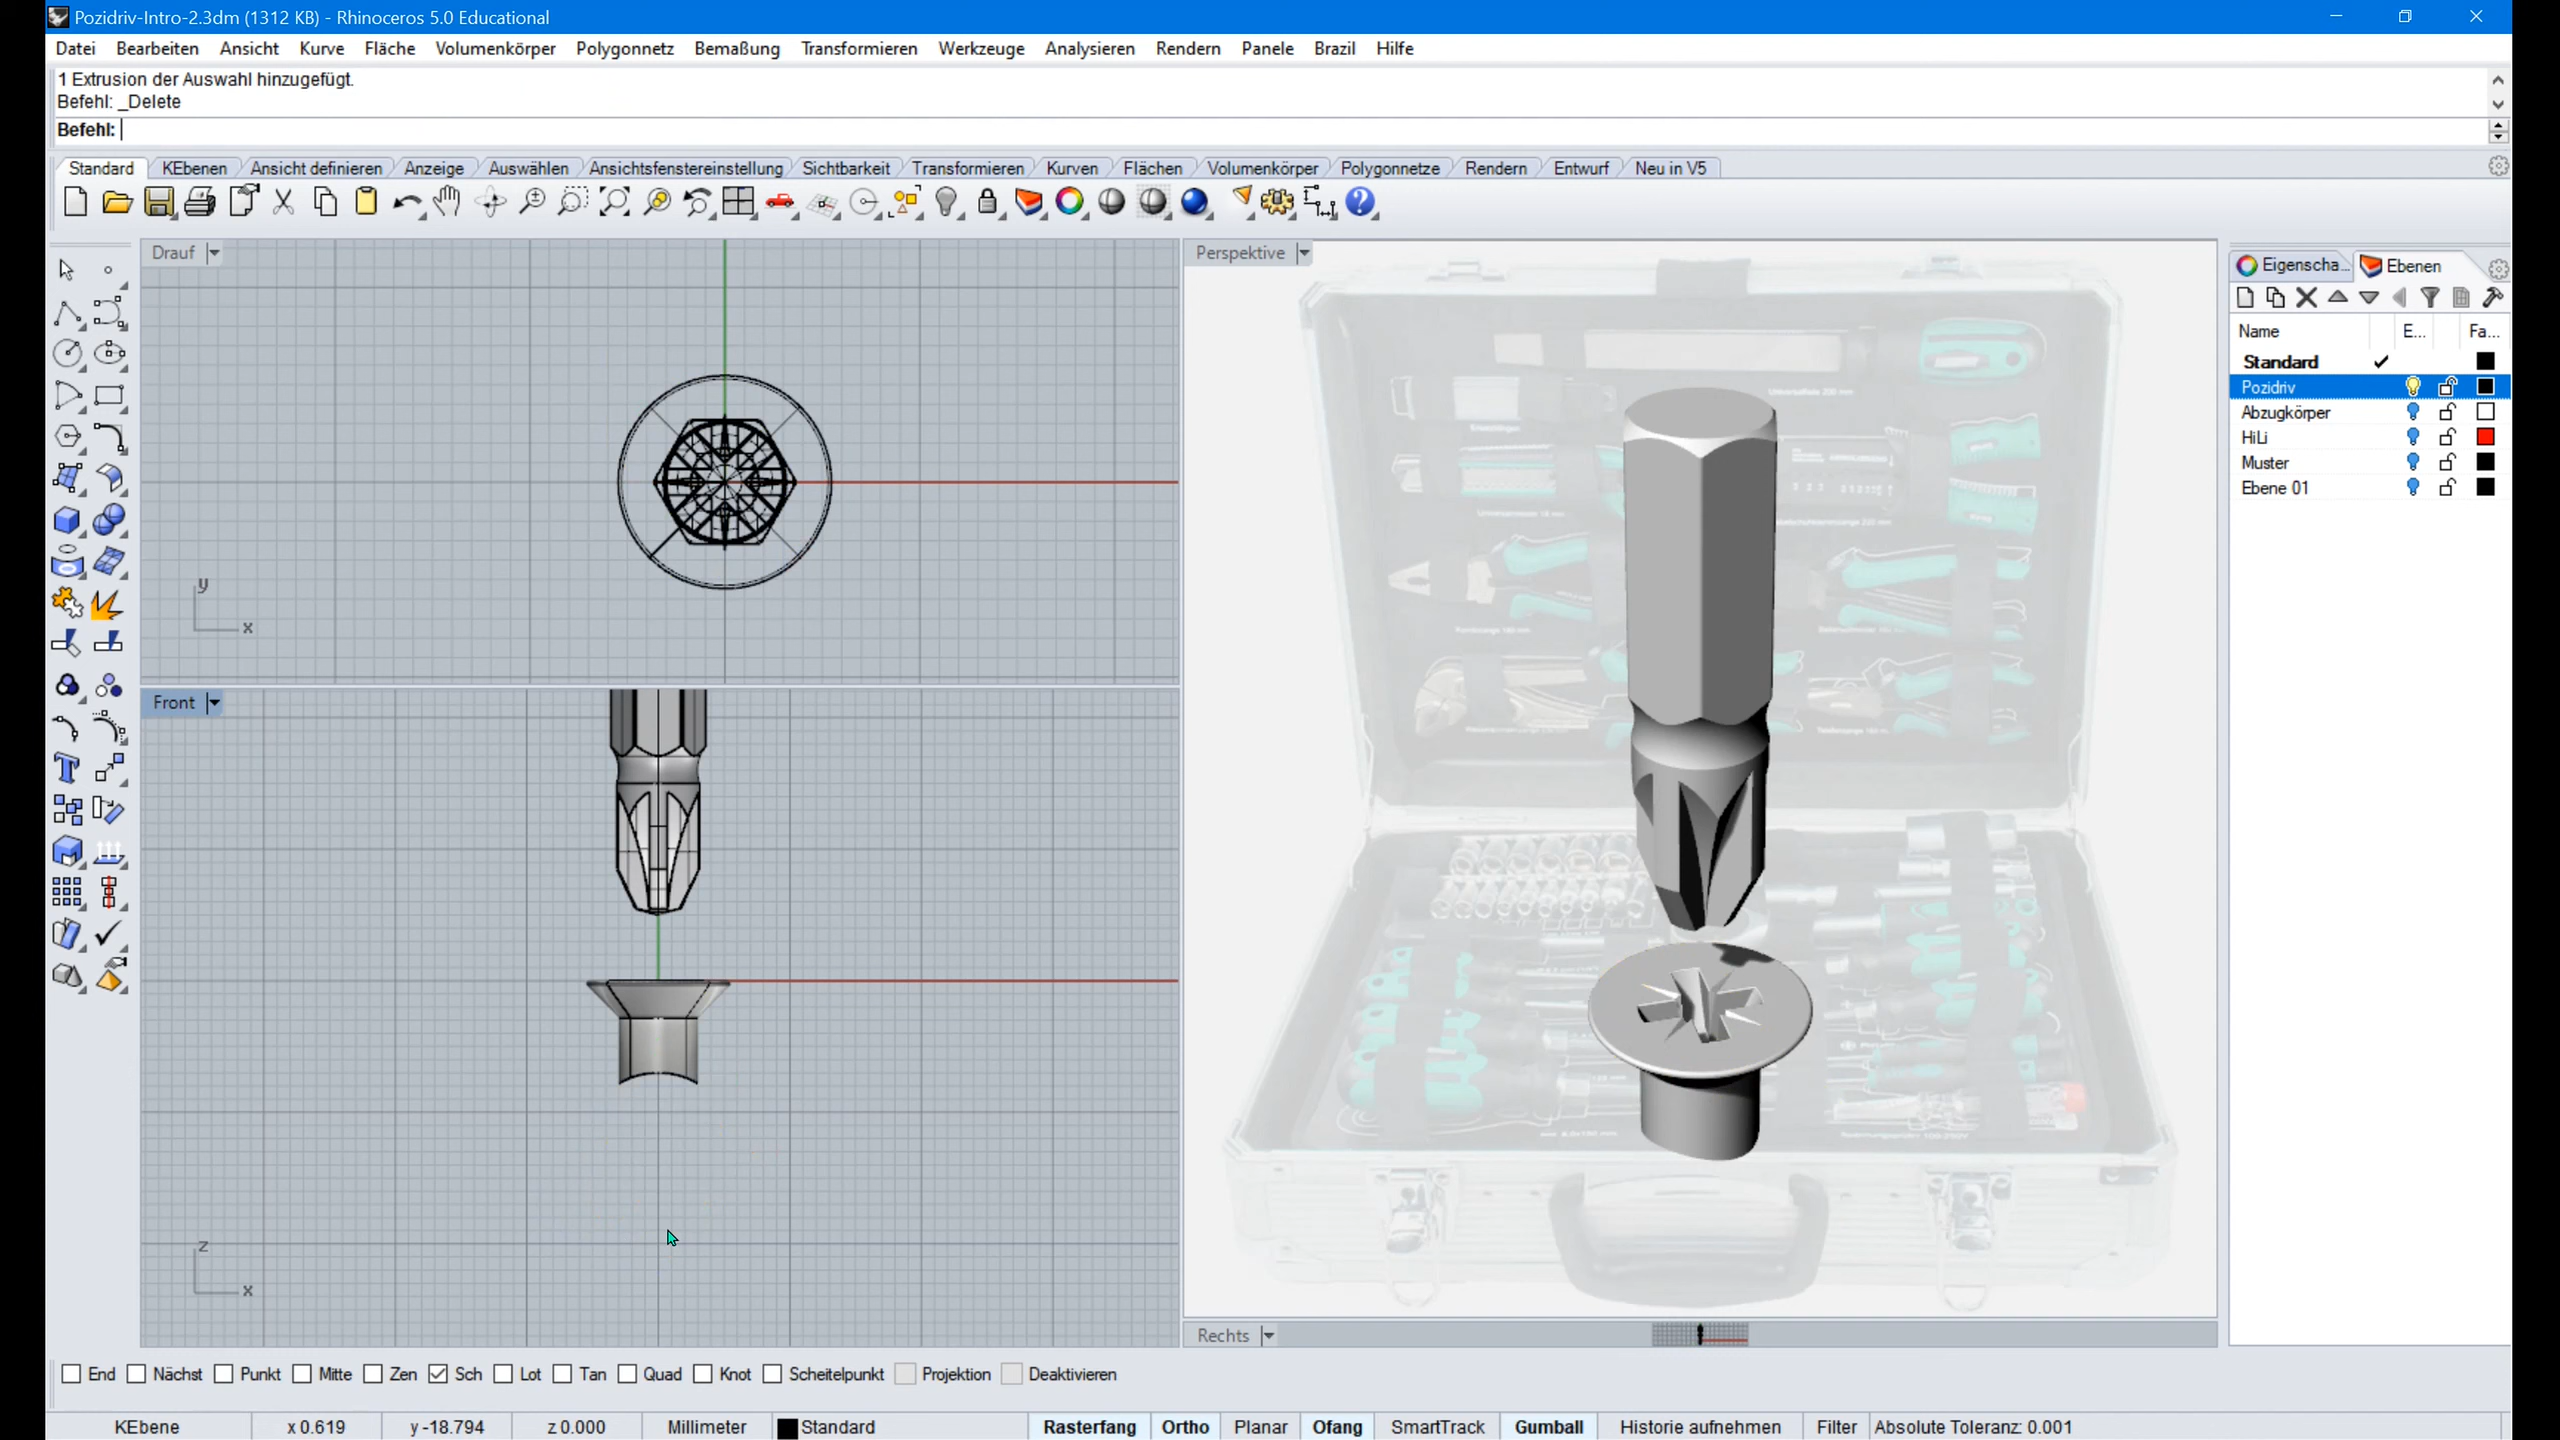 Pozidriv-Intro-2.3dm (1312 KB) - Rhinoceros 5.0 Educational
Datei Bearbeiten Ansicht Kurve Fläche Volumenkörper Polygonnetz Bemaßung Transformieren Werkzeuge Analysieren Rendern Panele Brazil Hilfe
1 Extrusion der Auswahl hinzugefügt.
Befehl: _Delete
Befehl:
Standard KEbenen Ansicht definieren Anzeige Auswählen Ansichtsfenstereinstellung Sichtbarkeit Transformieren Kurven Flächen Volumenkörper Polygonnetze Rendern Entwurf Neu in V5
Drauf
y
x
Front
z
x
Perspektive
Rechts
Eigenscha... Ebenen
Name E... Fa...
Standard
Pozidriv
Abzugkörper
HiLi
Muster
Ebene 01
End Nächst Punkt Mitte Zen Sch Lot Tan Quad Knot Scheitelpunkt Projektion Deaktivieren
KEbene x 0.619 y -18.794 z 0.000 Millimeter Standard Rasterfang Ortho Planar Ofang SmartTrack Gumball Historie aufnehmen Filter Absolute Toleranz: 0.001